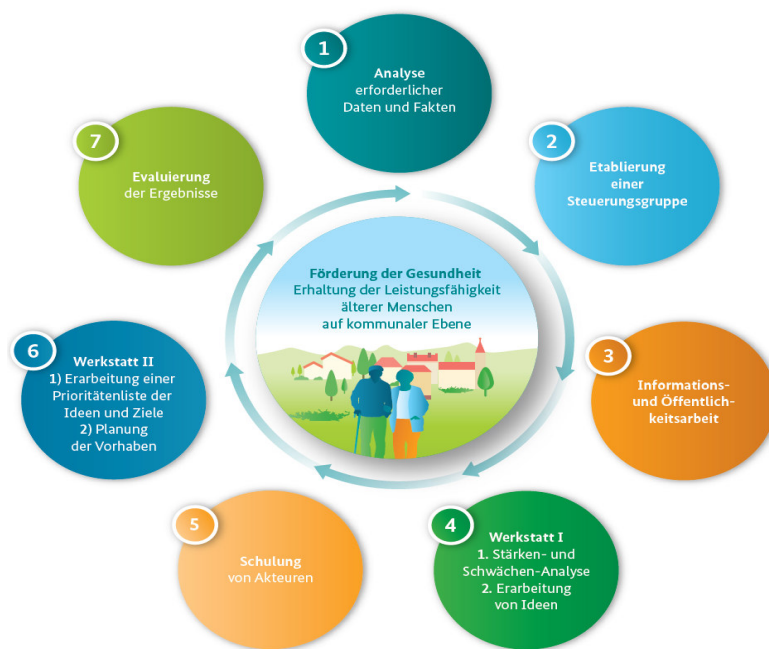 1
Analyse
erforderlicher
Daten und Fakten
2
Etablierung
einer
Steuerungsgruppe
3
Informations-
und Öffentlich-
keitsarbeit
4
Werkstatt I
1. Stärken- und
Schwächen-Analyse
2. Erarbeitung
von Ideen
5
Schulung
von Akteuren
6
Werkstatt II
1) Erarbeitung einer
Prioritätenliste der
Ideen und Ziele
2) Planung
der Vorhaben
7
Evaluierung
der Ergebnisse
Förderung der Gesundheit
Erhaltung der Leistungsfähigkeit
älterer Menschen
auf kommunaler Ebene